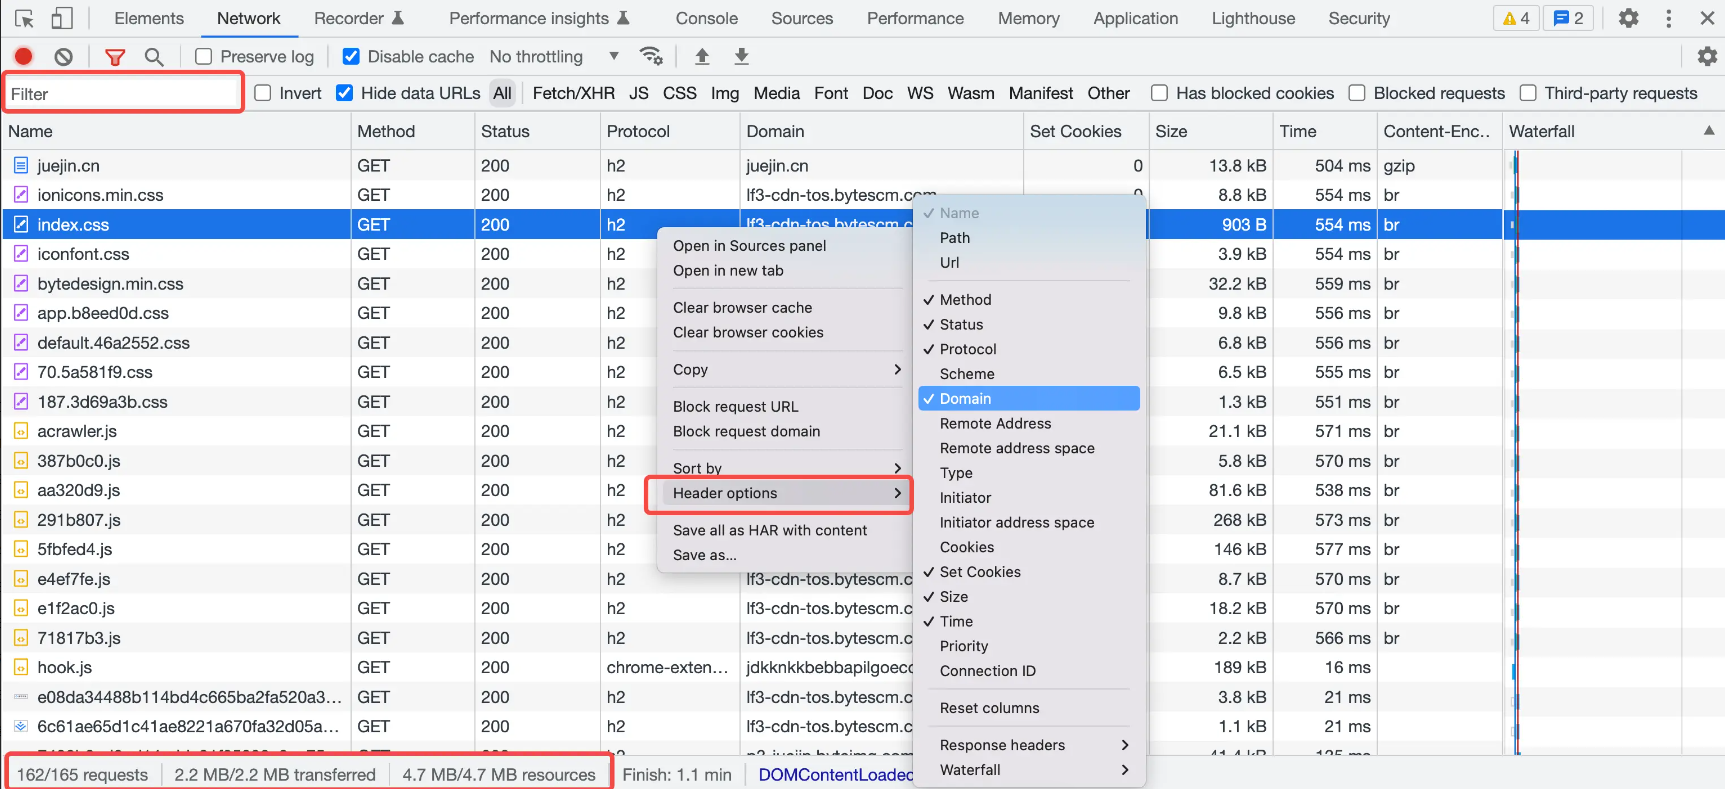 Elements Network Recorder Performance insights Console Sources Performance Memory Application Lighthouse Security 4 2
Preserve log Disable cache No throttling
Filter Invert Hide data URLs All Fetch/XHR JS CSS Img Media Font Doc WS Wasm Manifest Other Has blocked cookies Blocked requests Third-party requests
Name Method Status Protocol Domain Set Cookies Size Time Content-Enc.. Waterfall
juejin.cn GET 200 h2 juejin.cn 0 13.8 kB 504 ms gzip
ionicons.min.css GET 200 h2 lf3-cdn-tos.bytescm.com 0 8.8 kB 554 ms br
index.css GET 200 h2 lf3-cdn-tos.bytescm.c 903 B 554 ms br
iconfont.css GET 200 h2 3.9 kB 554 ms br
bytedesign.min.css GET 200 h2 32.2 kB 559 ms br
app.b8eed0d.css GET 200 h2 9.8 kB 556 ms br
default.46a2552.css GET 200 h2 6.8 kB 556 ms br
70.5a581f9.css GET 200 h2 6.5 kB 555 ms br
187.3d69a3b.css GET 200 h2 1.3 kB 551 ms br
acrawler.js GET 200 h2 21.1 kB 571 ms br
387b0c0.js GET 200 h2 5.8 kB 570 ms br
aa320d9.js GET 200 h2 81.6 kB 538 ms br
291b807.js GET 200 h2 268 kB 573 ms br
5fbfed4.js GET 200 h2 146 kB 577 ms br
e4ef7fe.js GET 200 h2 lf3-cdn-tos.bytescm.c 8.7 kB 570 ms br
e1f2ac0.js GET 200 h2 lf3-cdn-tos.bytescm.c 18.2 kB 570 ms br
71817b3.js GET 200 h2 lf3-cdn-tos.bytescm.c 2.2 kB 566 ms br
hook.js GET 200 chrome-exten... jdkknkkbebbapilgoecc 189 kB 16 ms
e08da34488b114bd4c665ba2fa520a3... GET 200 h2 lf3-cdn-tos.bytescm.c 3.8 kB 21 ms
6c61ae65d1c41ae8221a670fa32d05a... GET 200 h2 lf3-cdn-tos.bytescm.c 1.1 kB 21 ms
162/165 requests 2.2 MB/2.2 MB transferred 4.7 MB/4.7 MB resources Finish: 1.1 min DOMContentLoaded
Open in Sources panel
Open in new tab
Clear browser cache
Clear browser cookies
Copy
Block request URL
Block request domain
Sort by
Header options
Save all as HAR with content
Save as...
Name
Path
Url
Method
Status
Protocol
Scheme
Domain
Remote Address
Remote address space
Type
Initiator
Initiator address space
Cookies
Set Cookies
Size
Time
Priority
Connection ID
Reset columns
Response headers
Waterfall